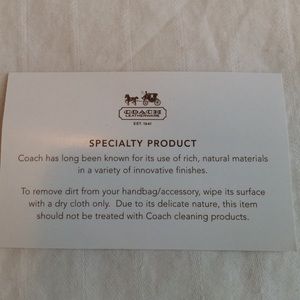 COACH
LEATHERWARE
EST. 1941
SPECIALTY PRODUCT
Coach has long been known for its use of rich, natural materials
in a variety of innovative finishes.
To remove dirt from your handbag/accessory, wipe its surface
with a dry cloth only. Due to its delicate nature, this item
should not be treated with Coach cleaning products.